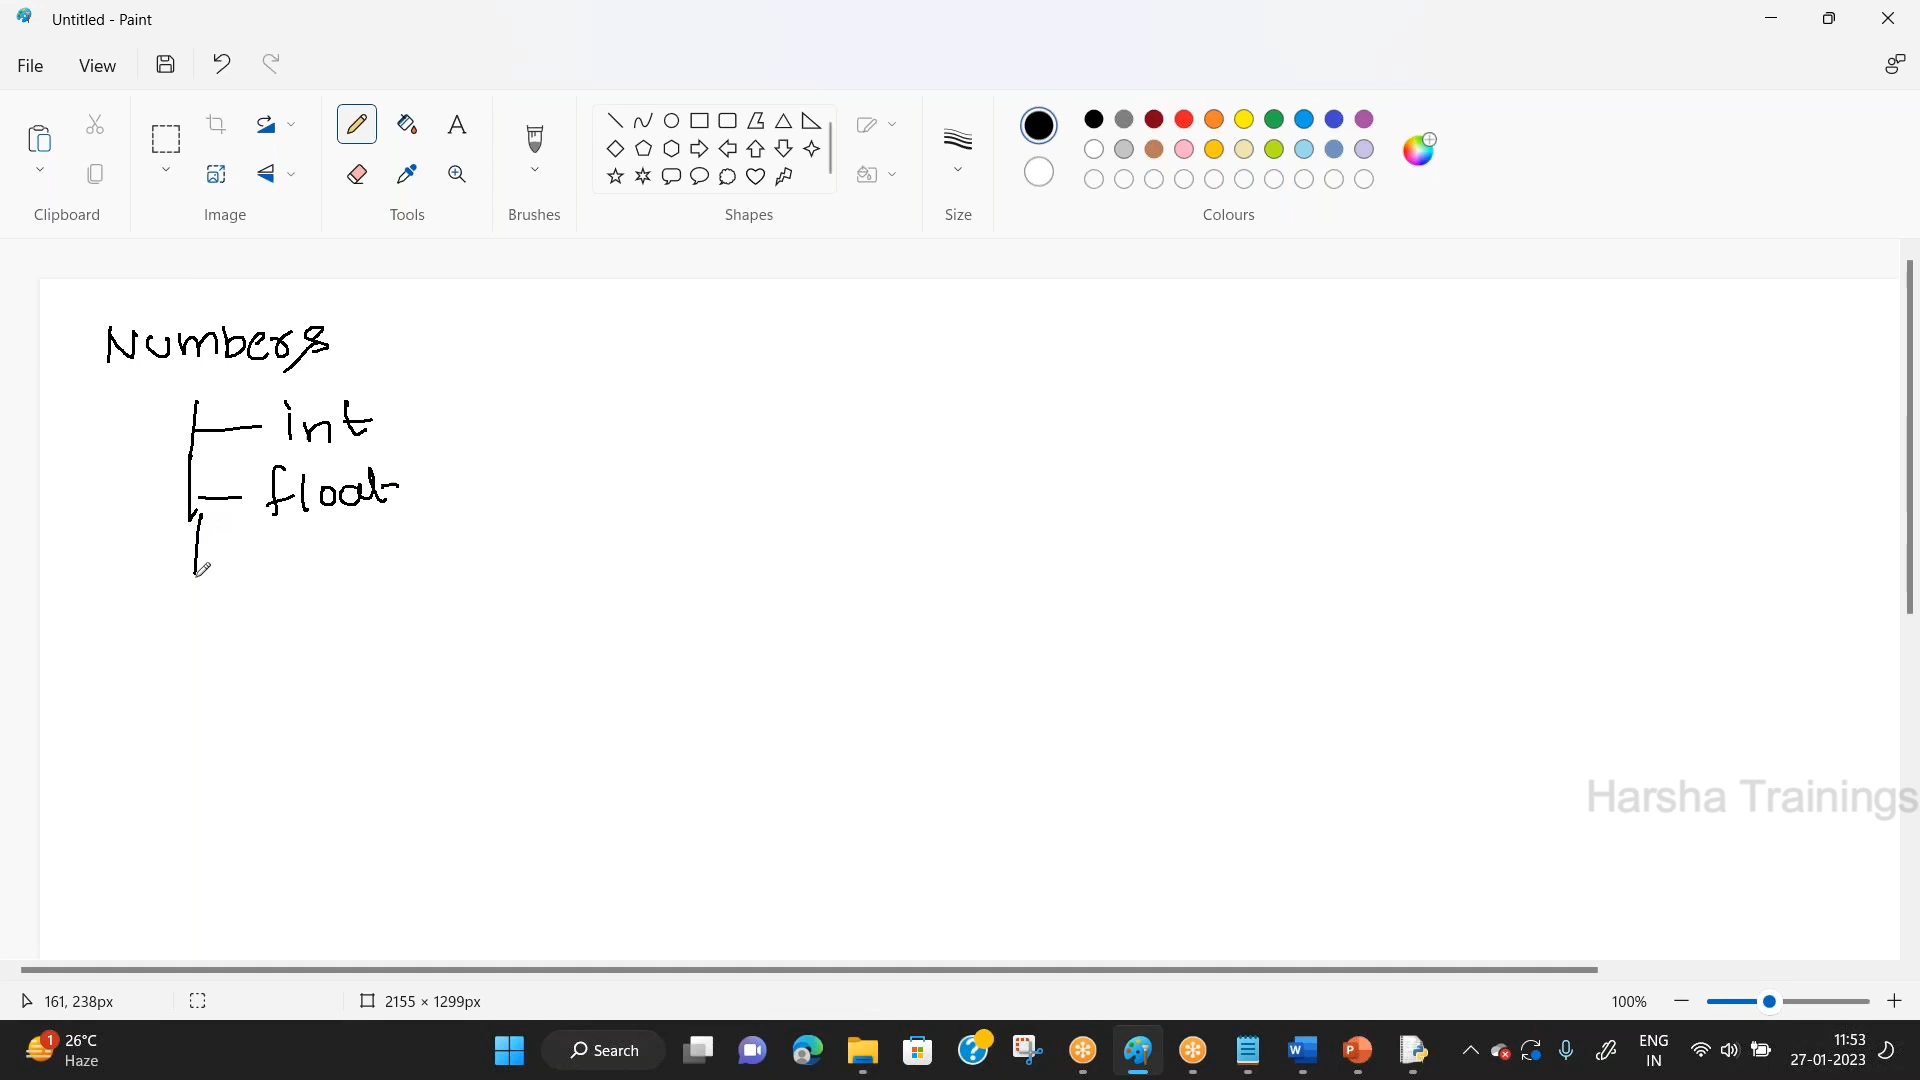 Untitled - Paint
File View
Clipboard Image Tools Brushes Shapes Size Colours
Numbers
int
float
Harsha Trainings
161, 238px 2155 × 1299px 100%
26°C
Haze
Search
ENG
IN
11:53
27-01-2023